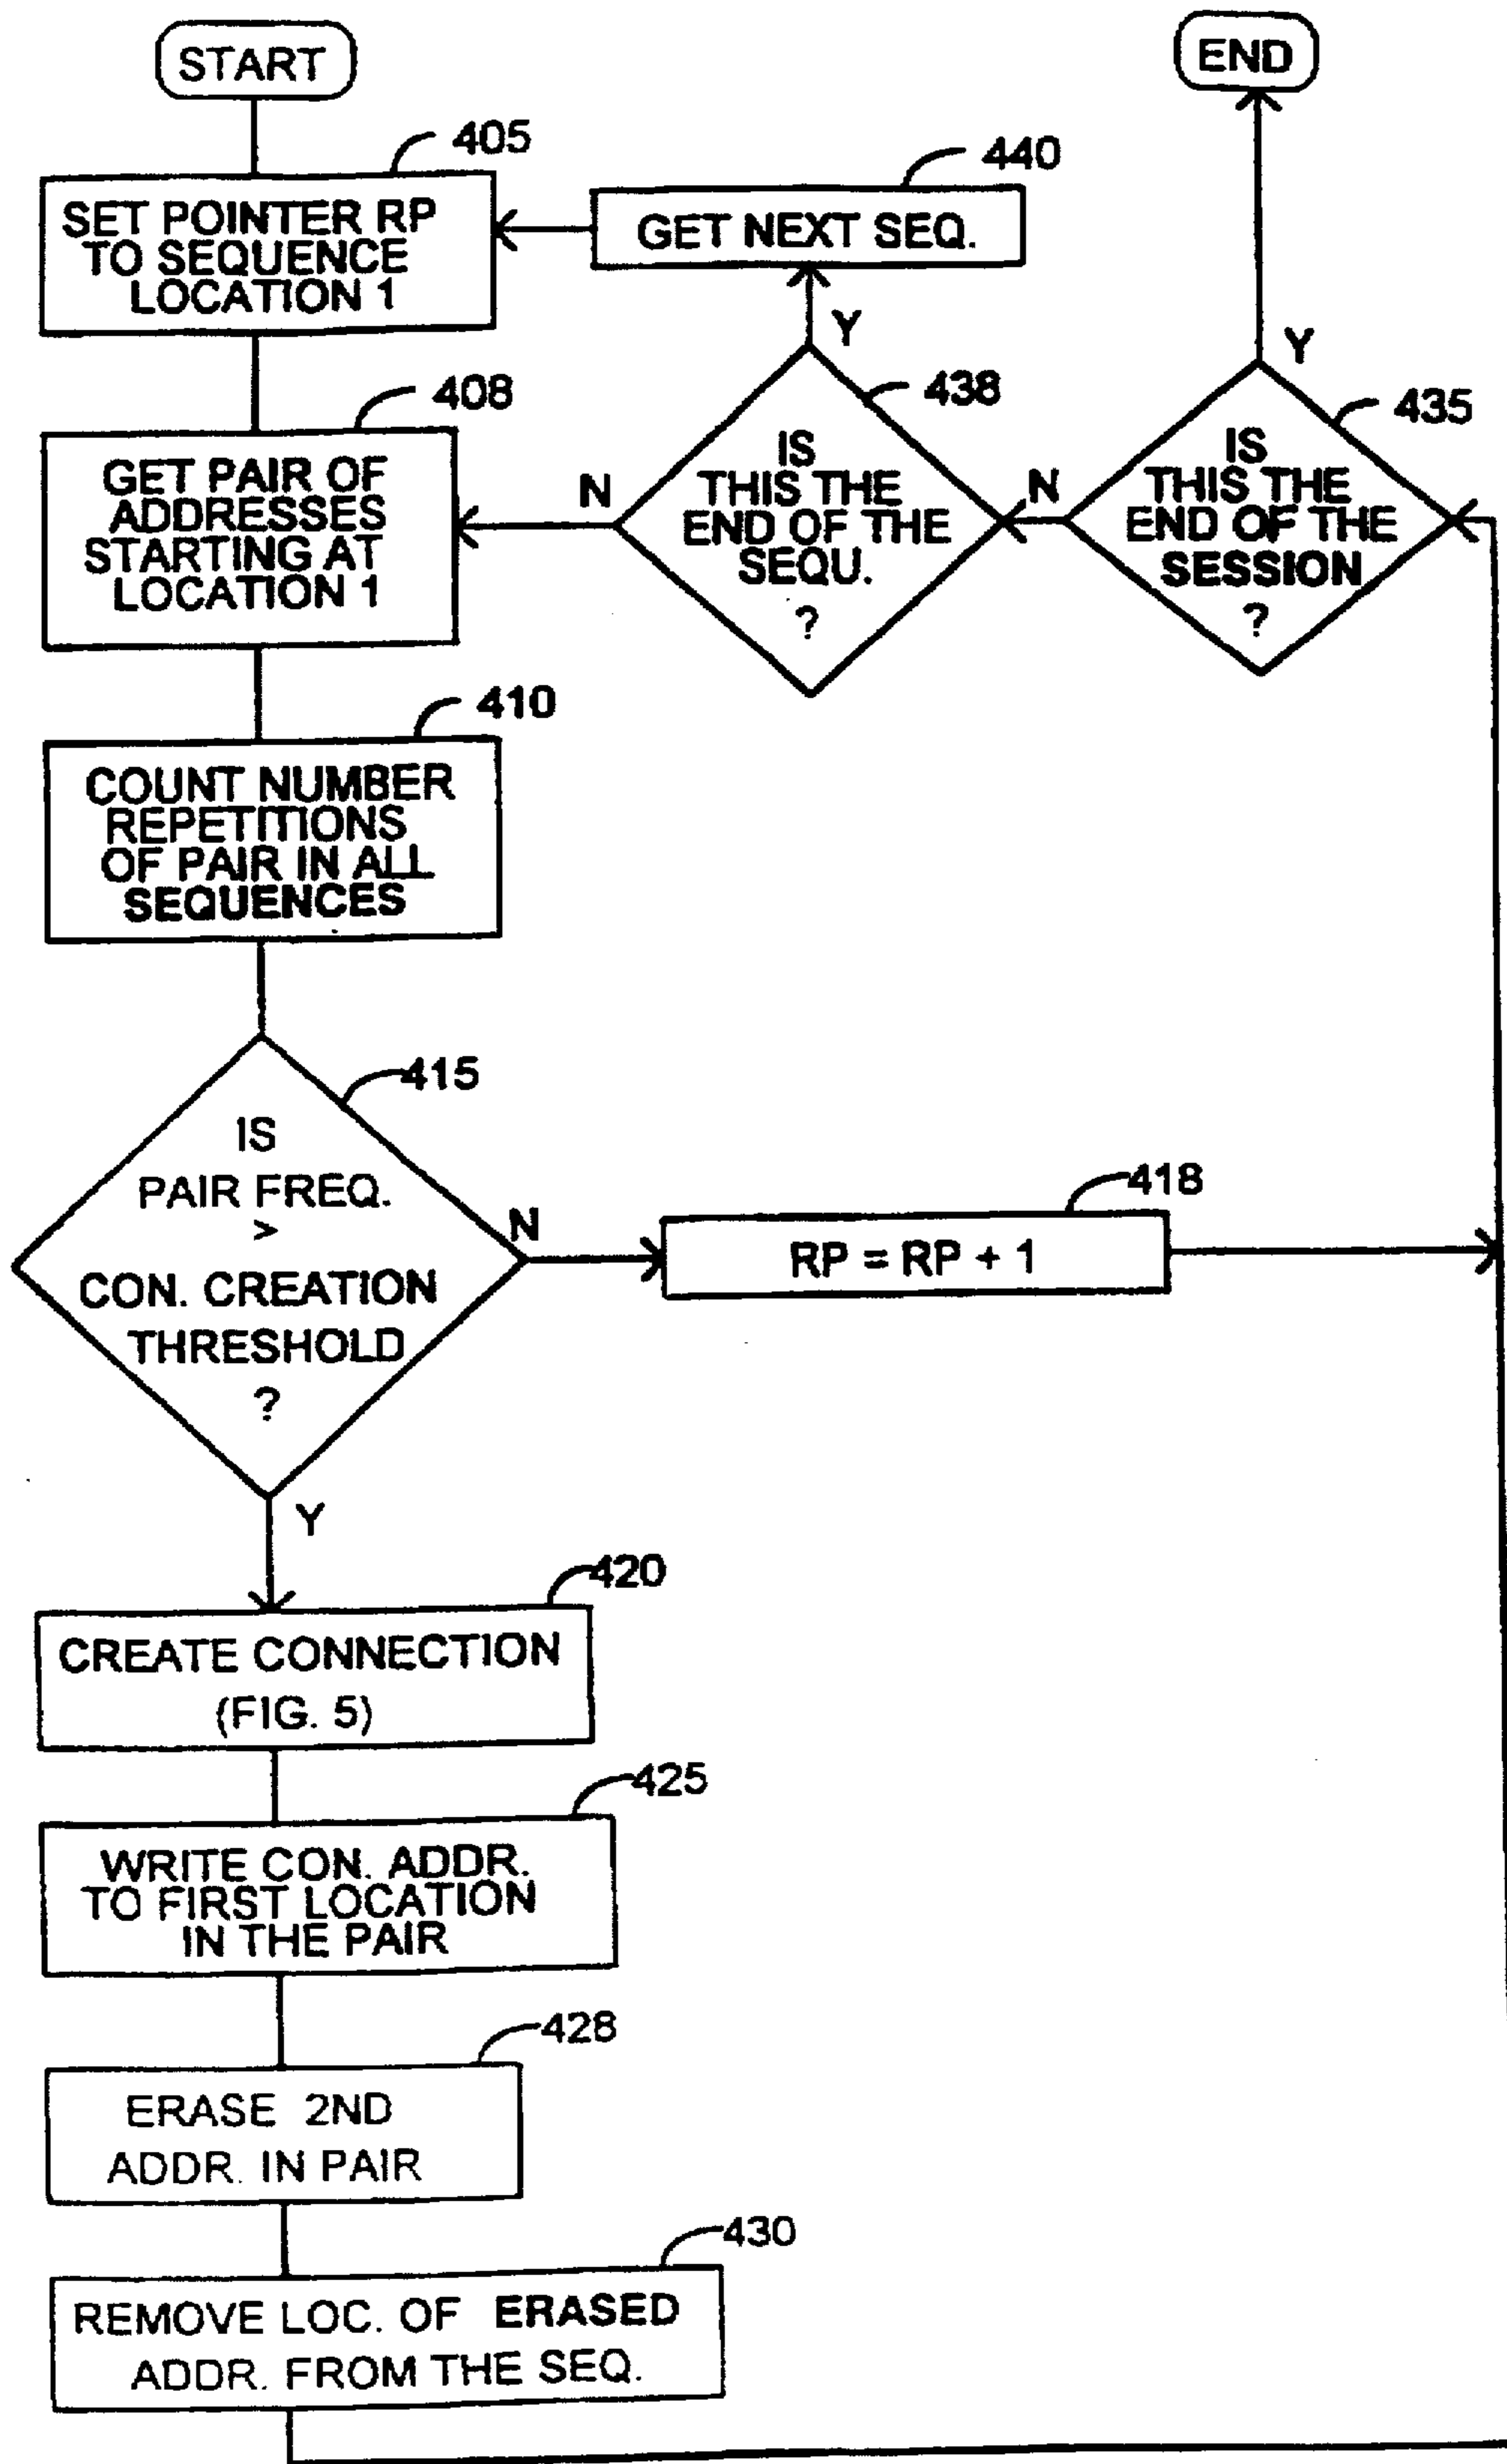 START
405
SET POINTER RP
TO SEQUENCE
LOCATION 1
408
GET PAIR OF
ADDRESSES
STARTING AT
LOCATION 1
410
COUNT NUMBER
REPETITIONS
OF PAIR IN ALL
SEQUENCES
415
IS
PAIR FREQ.
>
CON. CREATION
THRESHOLD
?
N
418
RP = RP + 1
Y
420
CREATE CONNECTION
(FIG. 5)
425
WRITE CON. ADDR.
TO FIRST LOCATION
IN THE PAIR
428
ERASE 2ND
ADDR. IN PAIR
430
REMOVE LOC. OF ERASED
ADDR. FROM THE SEQ.
435
IS
THIS THE
END OF THE
SESSION
?
Y
END
N
438
IS
THIS THE
END OF THE
SEQU.
?
N
Y
440
GET NEXT SEQ.